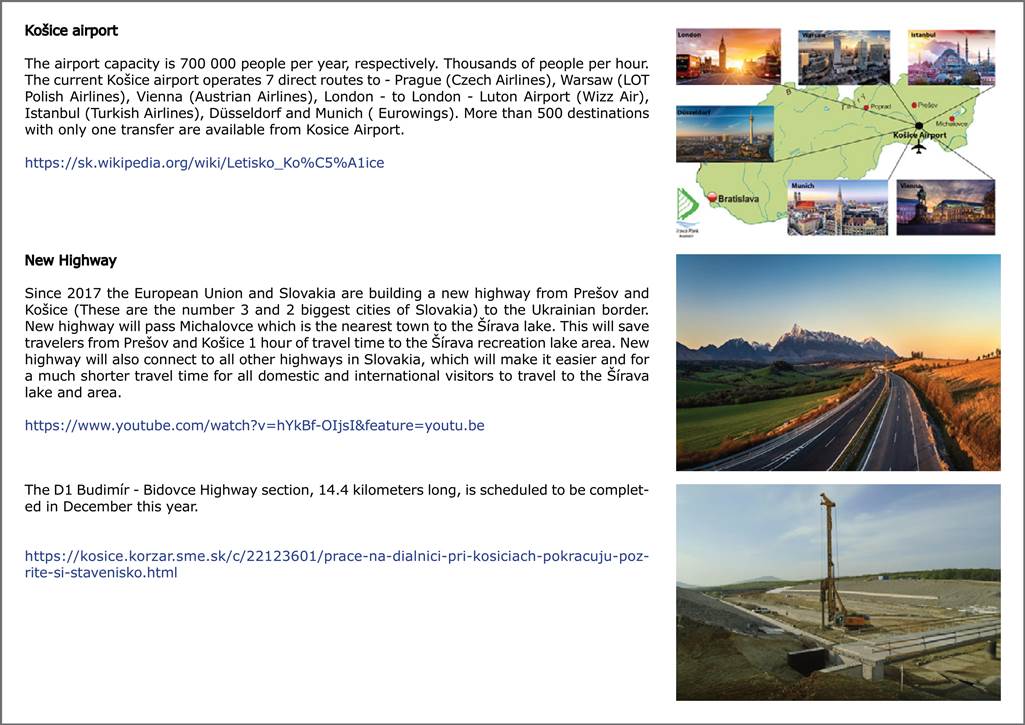 Košice airport
The airport capacity is 700 000 people per year, respectively. Thousands of people per hour.
The current Košice airport operates 7 direct routes to - Prague (Czech Airlines), Warsaw (LOT
Polish Airlines), Vienna (Austrian Airlines), London - to London - Luton Airport (Wizz Air),
Istanbul (Turkish Airlines), Düsseldorf and Munich ( Eurowings). More than 500 destinations
with only one transfer are available from Kosice Airport.
https://sk.wikipedia.org/wiki/Letisko_Ko%C5%A1ice
London
Warsaw
Istanbul
Düsseldorf
Poprad
Prešov
Michalovce
Košice Airport
Bratislava
Munich
Vienna
New Highway
Since 2017 the European Union and Slovakia are building a new highway from Prešov and
Košice (These are the number 3 and 2 biggest cities of Slovakia) to the Ukrainian border.
New highway will pass Michalovce which is the nearest town to the Šírava lake. This will save
travelers from Prešov and Košice 1 hour of travel time to the Šírava recreation lake area. New
highway will also connect to all other highways in Slovakia, which will make it easier and for
a much shorter travel time for all domestic and international visitors to travel to the Šírava
lake and area.
https://www.youtube.com/watch?v=hYkBf-OIjsI&feature=youtu.be
The D1 Budimír - Bidovce Highway section, 14.4 kilometers long, is scheduled to be complet-
ed in December this year.
https://kosice.korzar.sme.sk/c/22123601/prace-na-dialnici-pri-kosiciach-pokracuju-poz-
rite-si-stavenisko.html